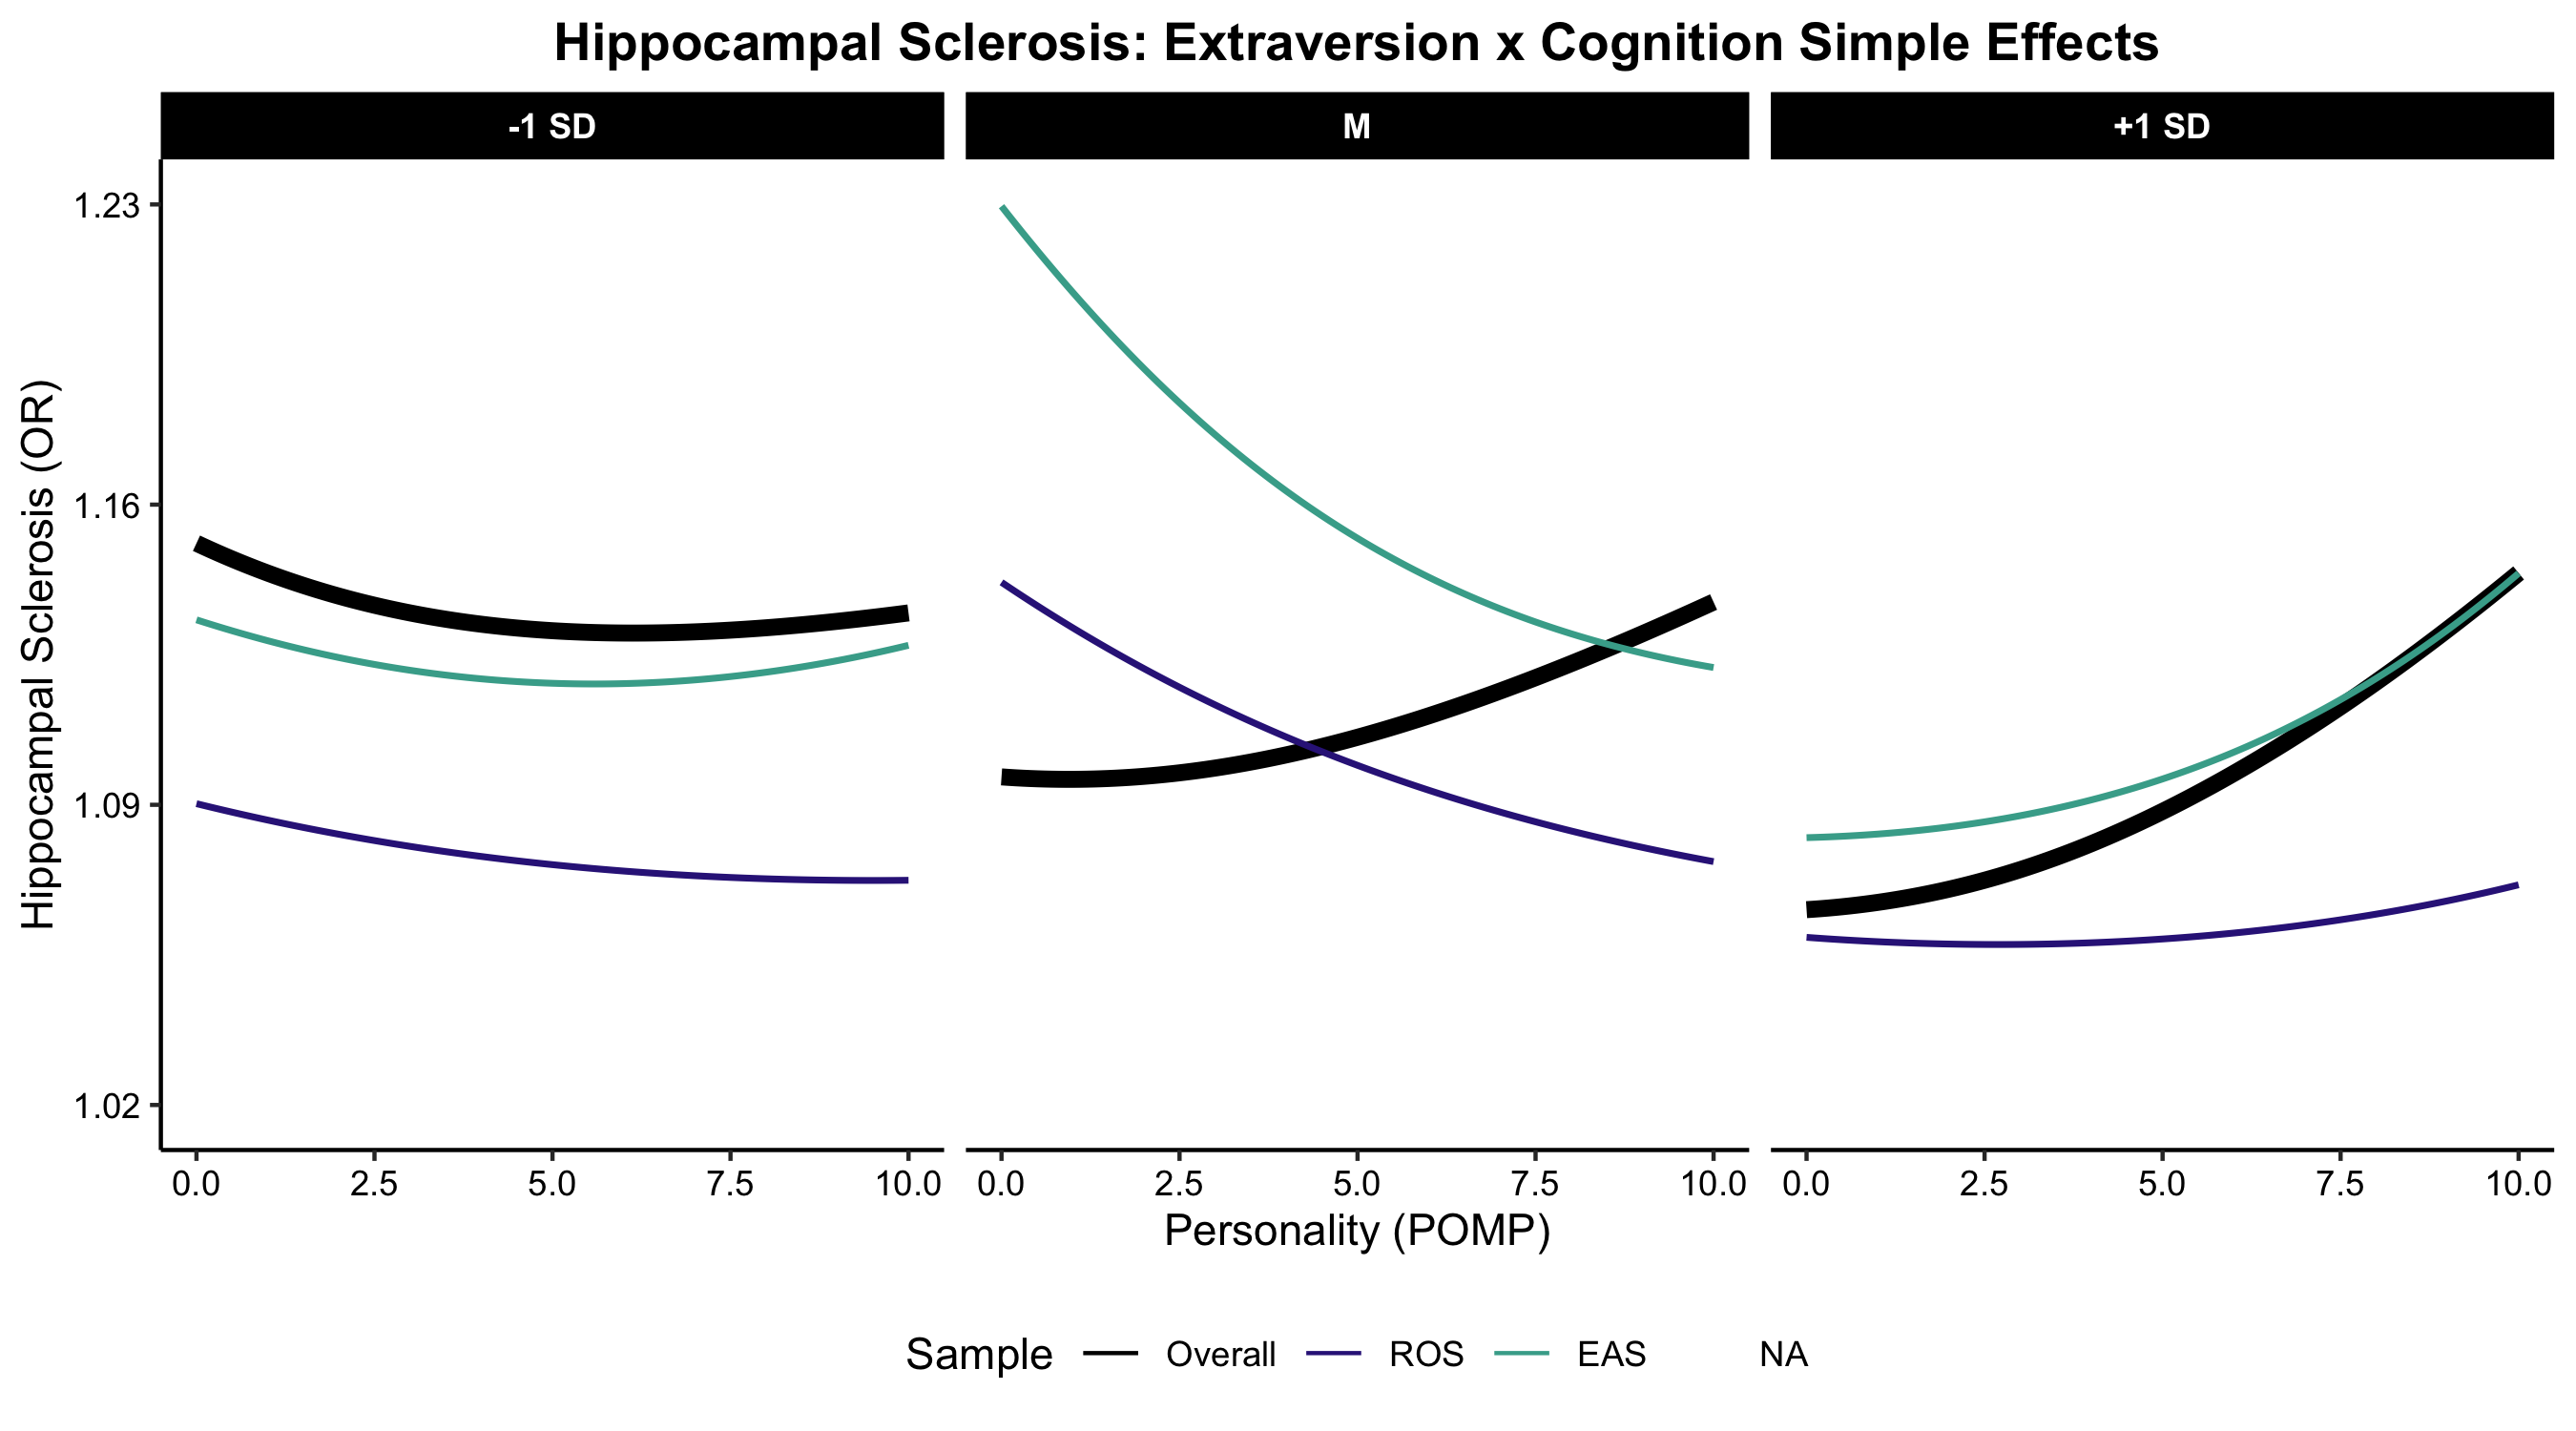 Hippocampal Sclerosis: Extraversion x Cognition Simple Effects
-1 SD
M
+1 SD
Hippocampal Sclerosis (OR)
1.23
1.16
1.09
1.02
0.0 2.5 5.0 7.5 10.0
0.0 2.5 5.0 7.5 10.0
0.0 2.5 5.0 7.5 10.0
Personality (POMP)
Sample Overall ROS EAS NA